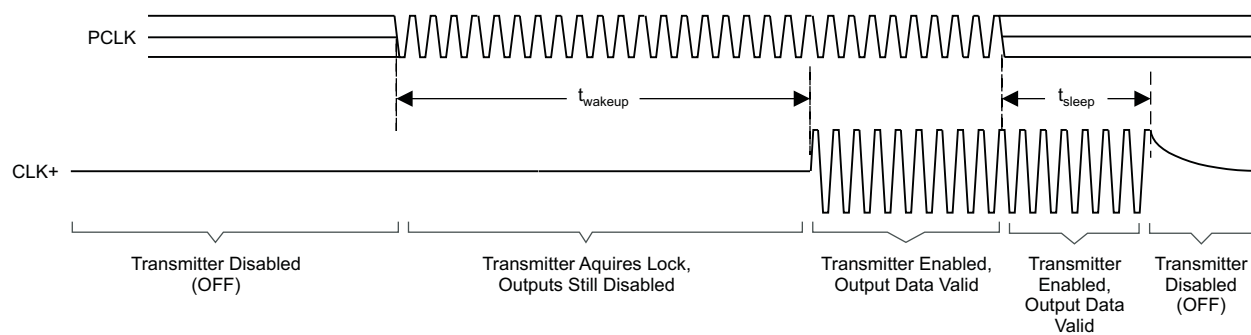 PCLK
twakeup
tsleep
CLK+
Transmitter Disabled
(OFF)
Transmitter Aquires Lock,
Outputs Still Disabled
Transmitter Enabled,
Output Data Valid
Transmitter
Enabled,
Output Data
Valid
Transmitter
Disabled
(OFF)